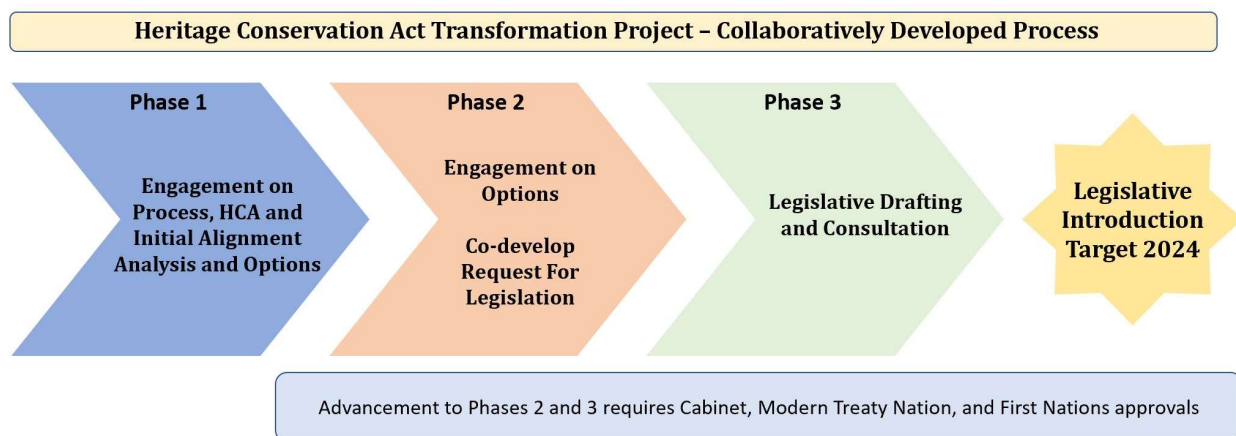 Heritage Conservation Act Transformation Project – Collaboratively Developed Process
Phase 1
Engagement on
Process, HCA and
Initial Alignment
Analysis and Options
Phase 2
Engagement on
Options
Co-develop
Request For
Legislation
Phase 3
Legislative Drafting
and Consultation
Legislative
Introduction
Target 2024
Advancement to Phases 2 and 3 requires Cabinet, Modern Treaty Nation, and First Nations approvals